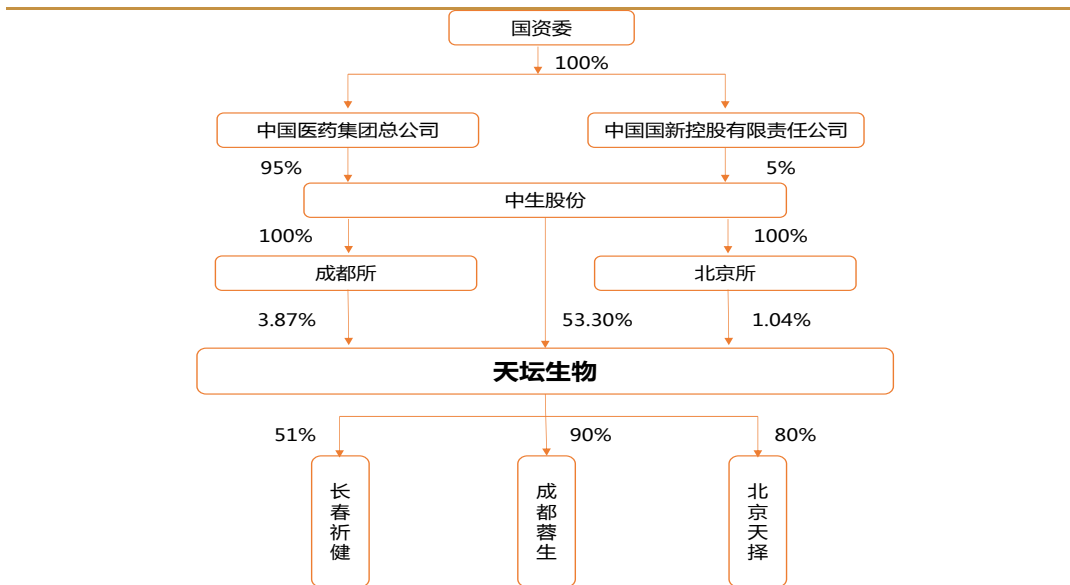 国资委
100%
中国医药集团总公司
中国国新控股有限责任公司
95%
5%
中生股份
100%
100%
成都所
北京所
3.87%
53.30%
1.04%
天坛生物
51%
90%
80%
长春祈健
成都蓉生
北京天择